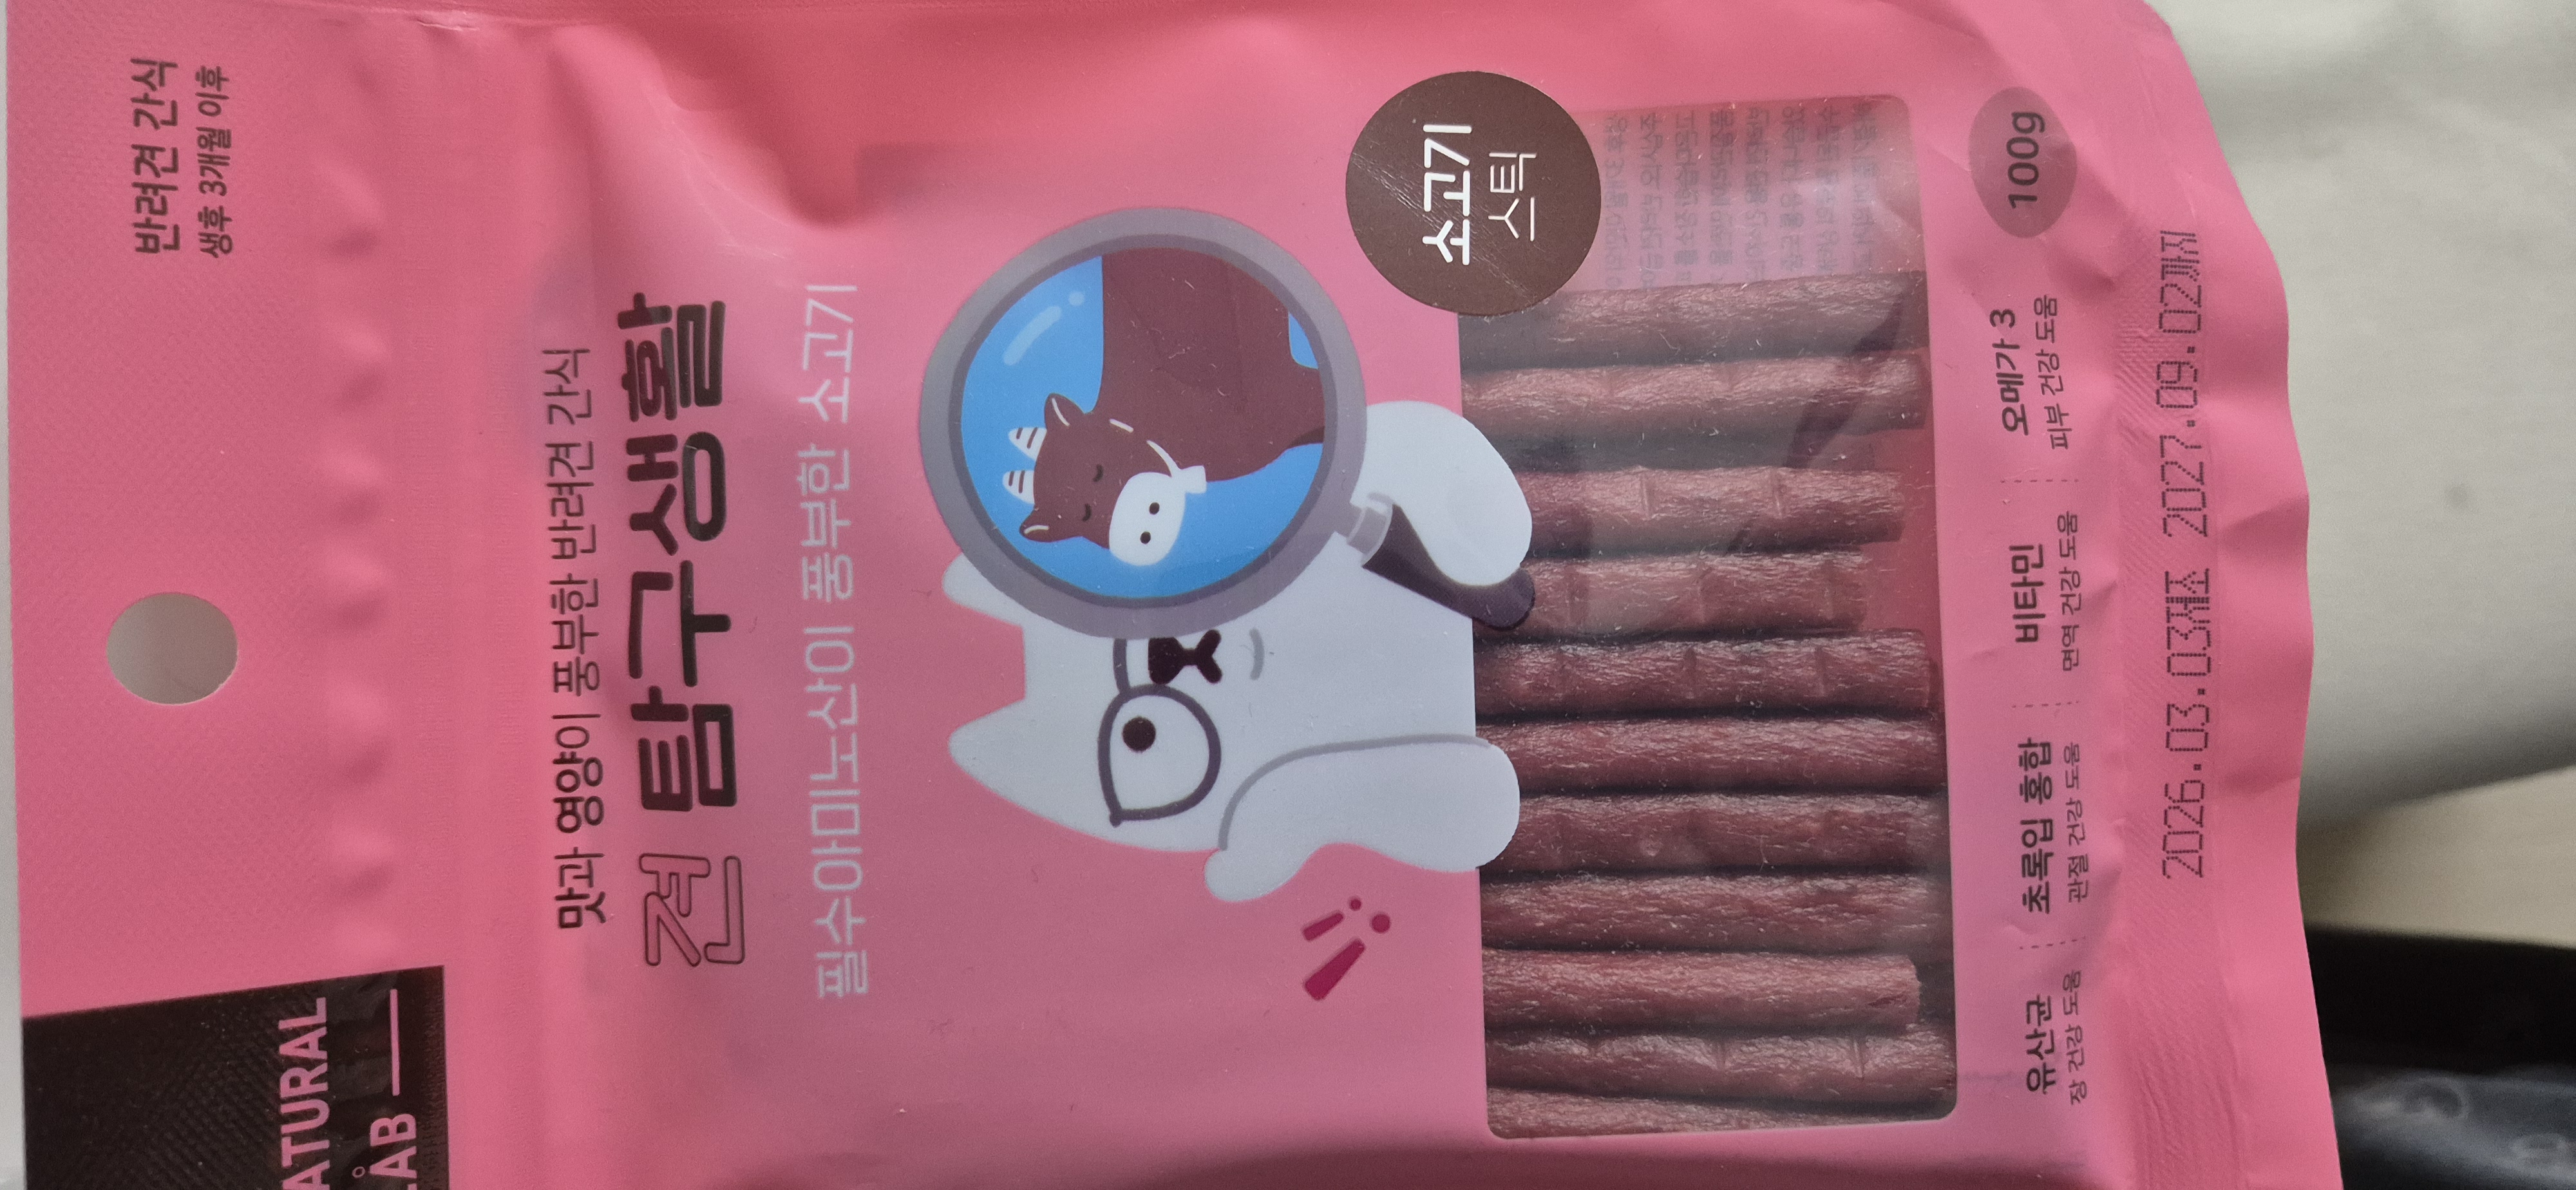 반려견 간식
생후 3개월 이후
맛과 영양이 풍부한 반려견 간식
견 탐구생활
필수아미노산이 풍부한 소고기
소고기
스틱
유산균
장 건강 도움
초록입 홍합
관절 건강 도움
비타민
면역 건강 도움
오메가 3
피부 건강 도움
100g
2026.03.03제조 2027.09.02까지